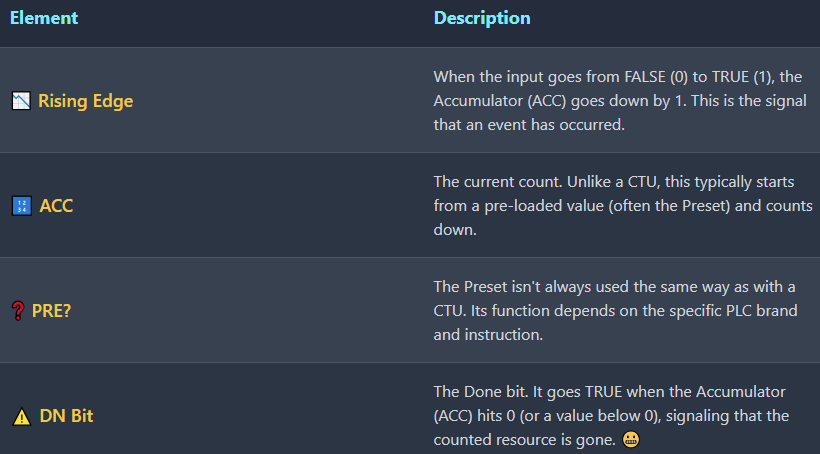 Element Description
Rising Edge
When the input goes from FALSE (0) to TRUE (1), the
Accumulator (ACC) goes down by 1. This is the signal
that an event has occurred.
ACC
The current count. Unlike a CTU, this typically starts
from a pre-loaded value (often the Preset) and counts
down.
PRE?
The Preset isn't always used the same way as with a
CTU. Its function depends on the specific PLC brand
and instruction.
DN Bit
The Done bit. It goes TRUE when the Accumulator
(ACC) hits 0 (or a value below 0), signaling that the
counted resource is gone. 😬